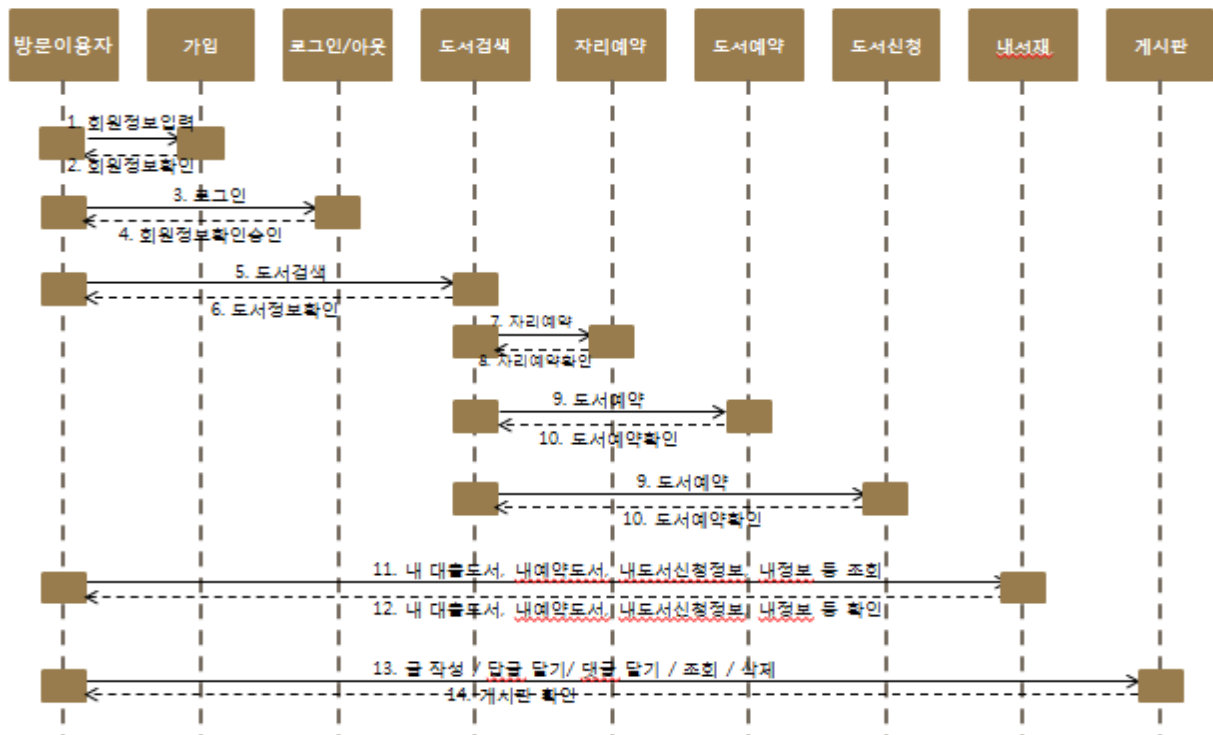 방문이용자 가입 로그인/아웃 도서검색 자리예약 도서예약 도서신청 내서재 게시판
1. 회원정보입력
2. 회원정보확인
3. 로그인
4. 회원정보확인승인
5. 도서검색
6. 도서정보확인
7. 자리예약
8. 자리예약확인
9. 도서예약
10. 도서예약확인
9. 도서예약
10. 도서예약확인
11. 내 대출도서, 내예약도서, 내도서신청정보, 내정보 등 조회
12. 내 대출도서, 내예약도서, 내도서신청정보, 내정보 등 확인
13. 글 작성 / 답글 달기/ 댓글 달기 / 조회 / 삭제
14. 게시판 확인